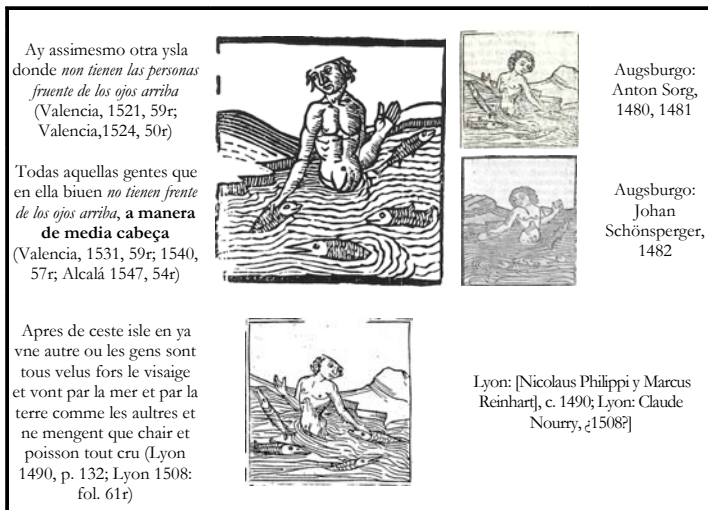 Ay assimesmo otra ysla
donde non tienen las personas
fruente de los ojos arriba
(Valencia, 1521, 59r;
Valencia,1524, 50r)
Todas aquellas gentes que
en ella biuen no tienen frente
de los ojos arriba, a manera
de media cabeça
(Valencia, 1531, 59r; 1540,
57r; Alcalá 1547, 54r)
Augsburgo:
Anton Sorg,
1480, 1481
Augsburgo:
Johan
Schönsperger,
1482
Apres de ceste isle en ya
vne autre ou les gens sont
tous velus fors le visaige
et vont par la mer et par la
terre comme les aultres et
ne mengent que chair et
poisson tout cru (Lyon
1490, p. 132; Lyon 1508:
fol. 61r)
Lyon: [Nicolaus Philippi y Marcus
Reinhart], c. 1490; Lyon: Claude
Nourry, ¿1508?]